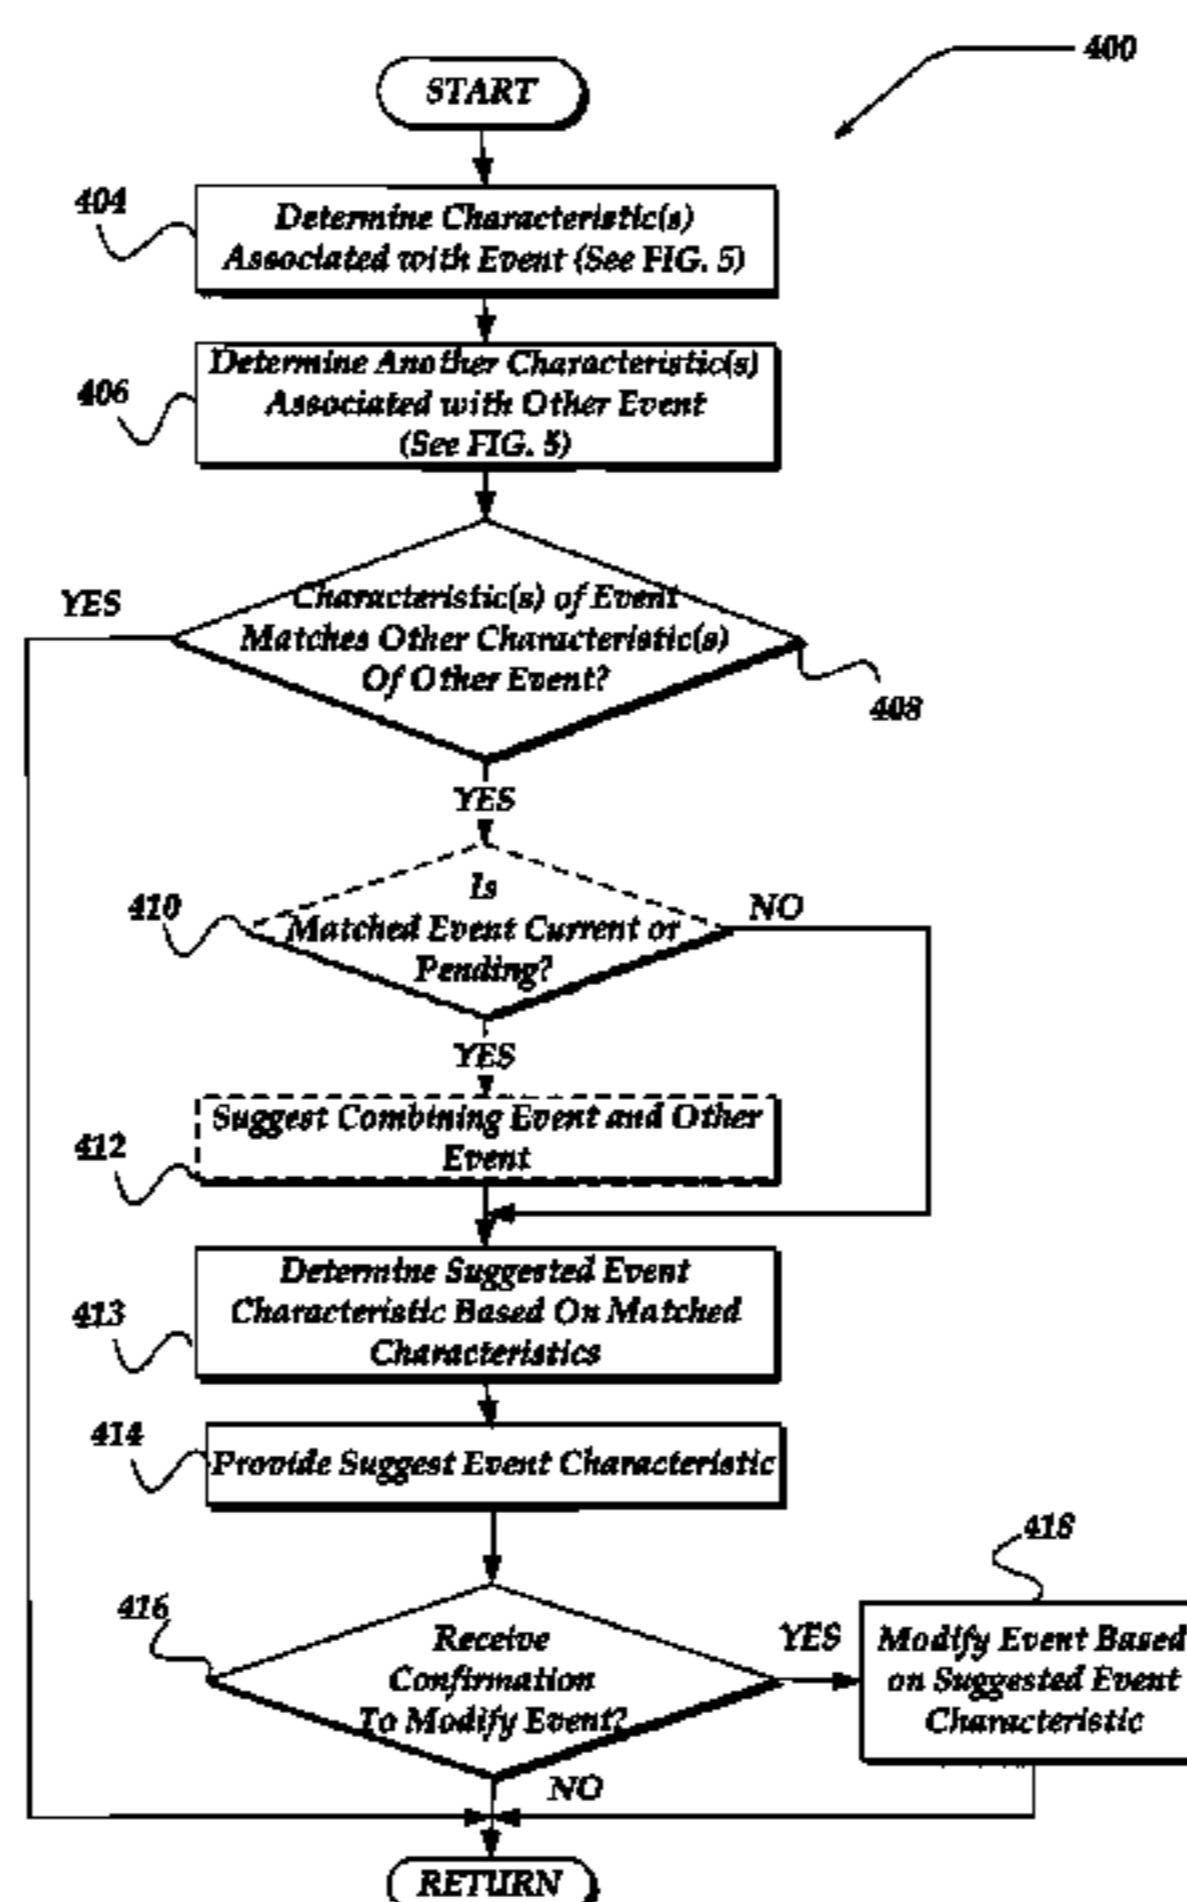 400
START
404
Determine Characteristic(s)
Associated with Event (See FIG. 5)
406
Determine Another Characteristic(s)
Associated with Other Event
(See FIG. 5)
YES
Characteristic(s) of Event
Matches Other Characteristic(s)
Of Other Event?
408
YES
410
Is
Matched Event Current or
Pending?
NO
YES
412
Suggest Combining Event and Other
Event
413
Determine Suggested Event
Characteristic Based On Matched
Characteristics
414
Provide Suggest Event Characteristic
416
Receive
Confirmation
To Modify Event?
YES
418
Modify Event Based
on Suggested Event
Characteristic
NO
RETURN